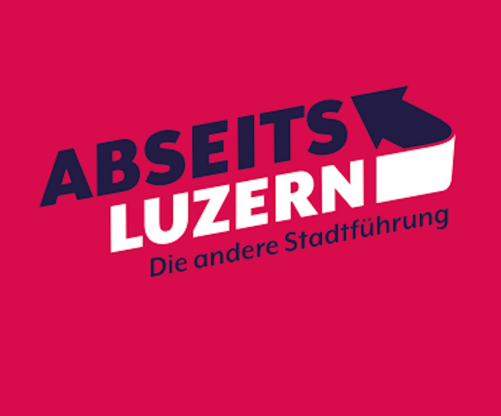 ABSEITS
LUZERN
Die andere Stadtführung